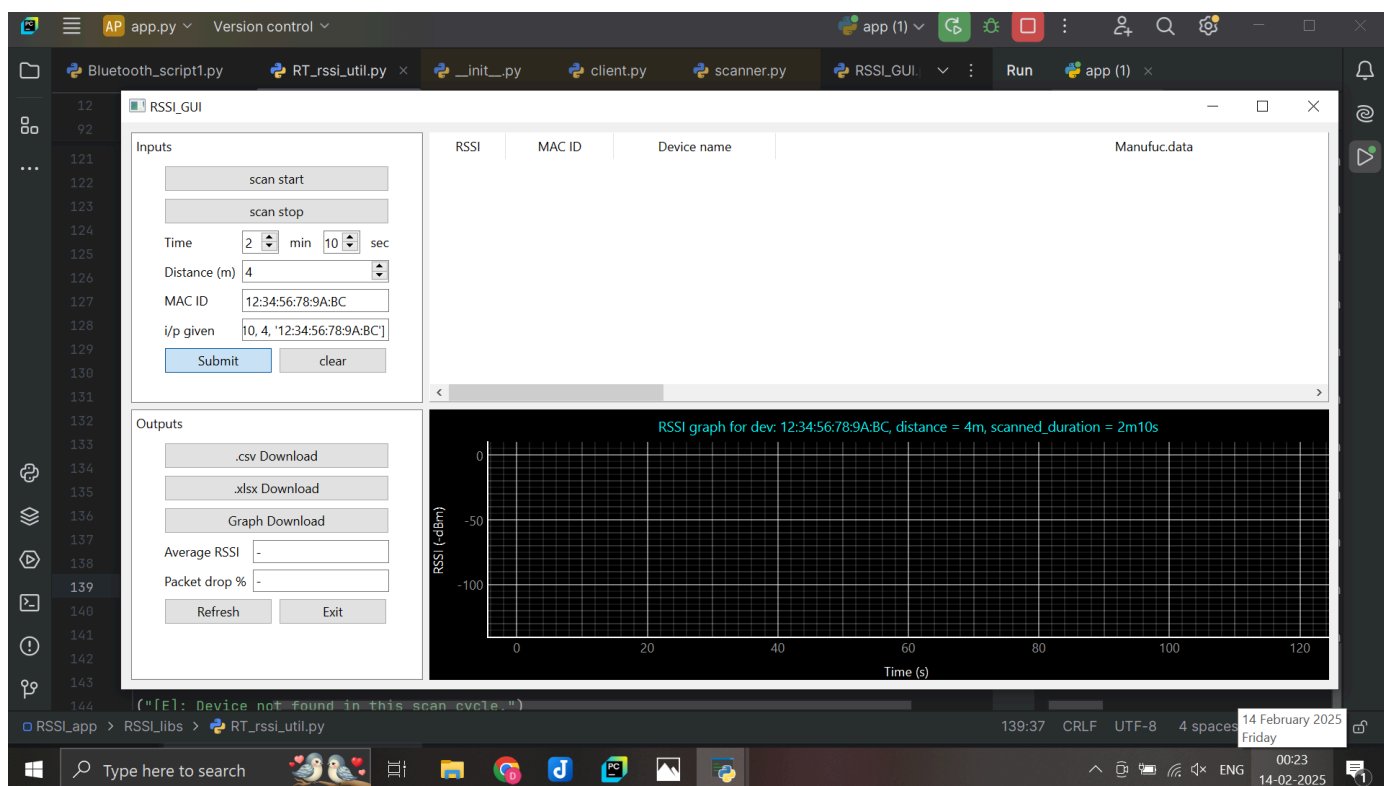 AP app.py Version control app (1)
Bluetooth_script1.py RT_rssi_util.py __init__.py client.py scanner.py RSSI_GUI. Run app (1)
12
92
121
122
123
124
125
126
127
128
129
130
131
132
133
134
135
136
137
138
139
140
141
142
143
144 ("[E]: Device not found in this scan cycle.")
RSSI_GUI
Inputs
scan start
scan stop
Time 2 min 10 sec
Distance (m) 4
MAC ID 12:34:56:78:9A:BC
i/p given 10, 4, '12:34:56:78:9A:BC']
Submit clear
RSSI MAC ID Device name Manufuc.data
Outputs
.csv Download
.xlsx Download
Graph Download
Average RSSI -
Packet drop % -
Refresh Exit
RSSI graph for dev: 12:34:56:78:9A:BC, distance = 4m, scanned_duration = 2m10s
RSSI (-dBm)
0
-50
-100
0 20 40 60 80 100 120
Time (s)
RSSI_app > RSSI_libs > RT_rssi_util.py 139:37 CRLF UTF-8 4 spaces
14 February 2025
Friday
Type here to search
ENG
00:23
14-02-2025
1